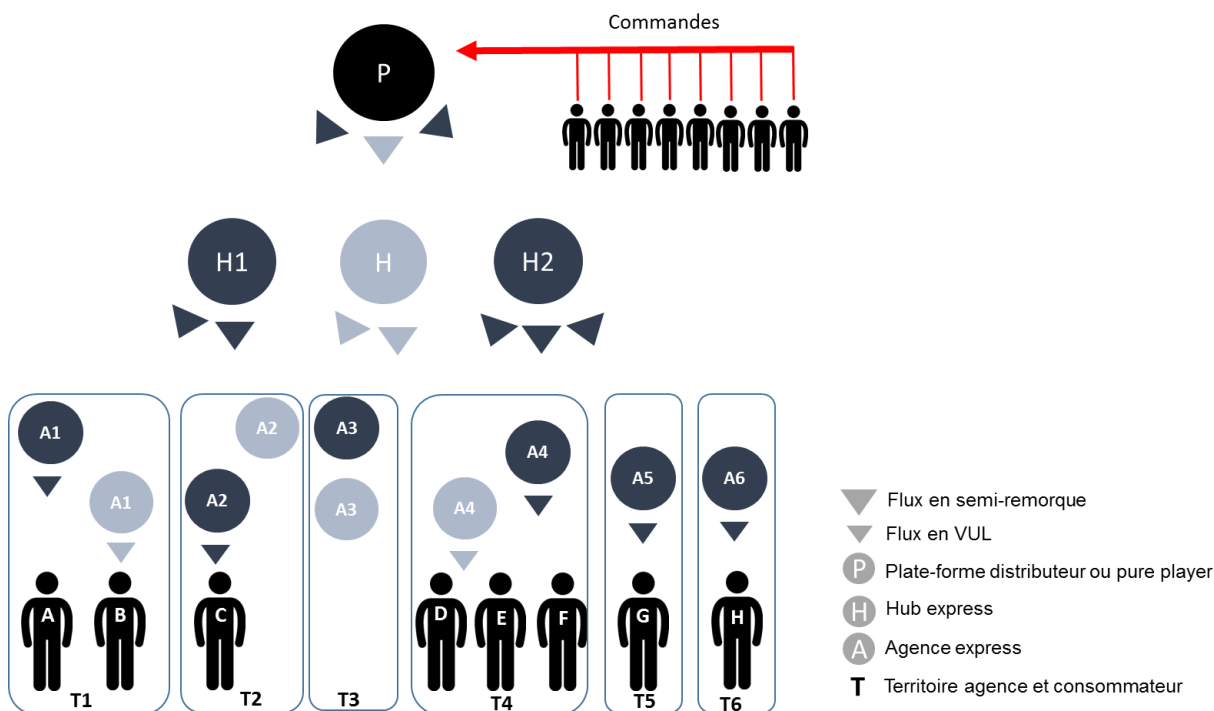 Commandes
P
H1
H
H2
A1
A1
A2
A2
A3
A3
A4
A4
A5
A6
A
B
C
D
E
F
G
H
T1
T2
T3
T4
T5
T6
Flux en semi-remorque
Flux en VUL
P Plate-forme distributeur ou pure player
H Hub express
A Agence express
T Territoire agence et consommateur